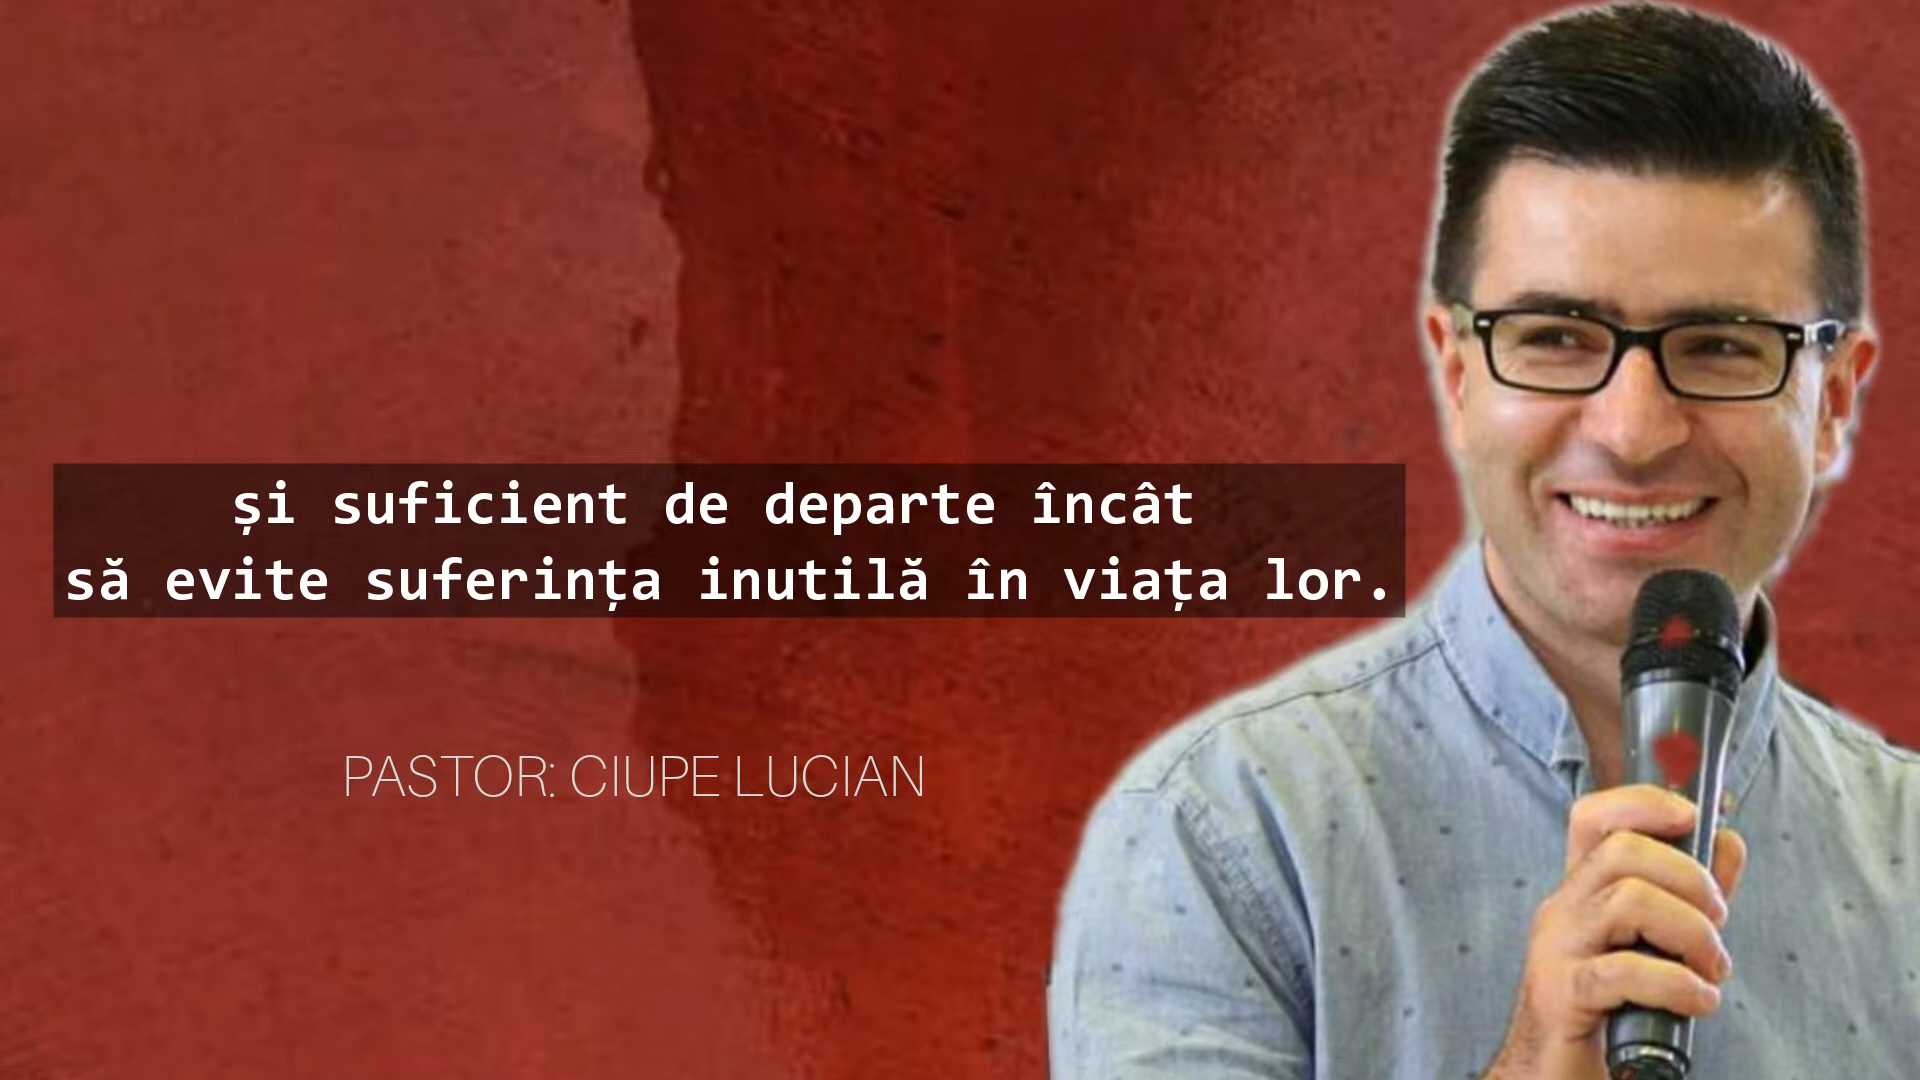 și suficient de departe încât
să evite suferința inutilă în viața lor.
PASTOR: CIUPE LUCIAN